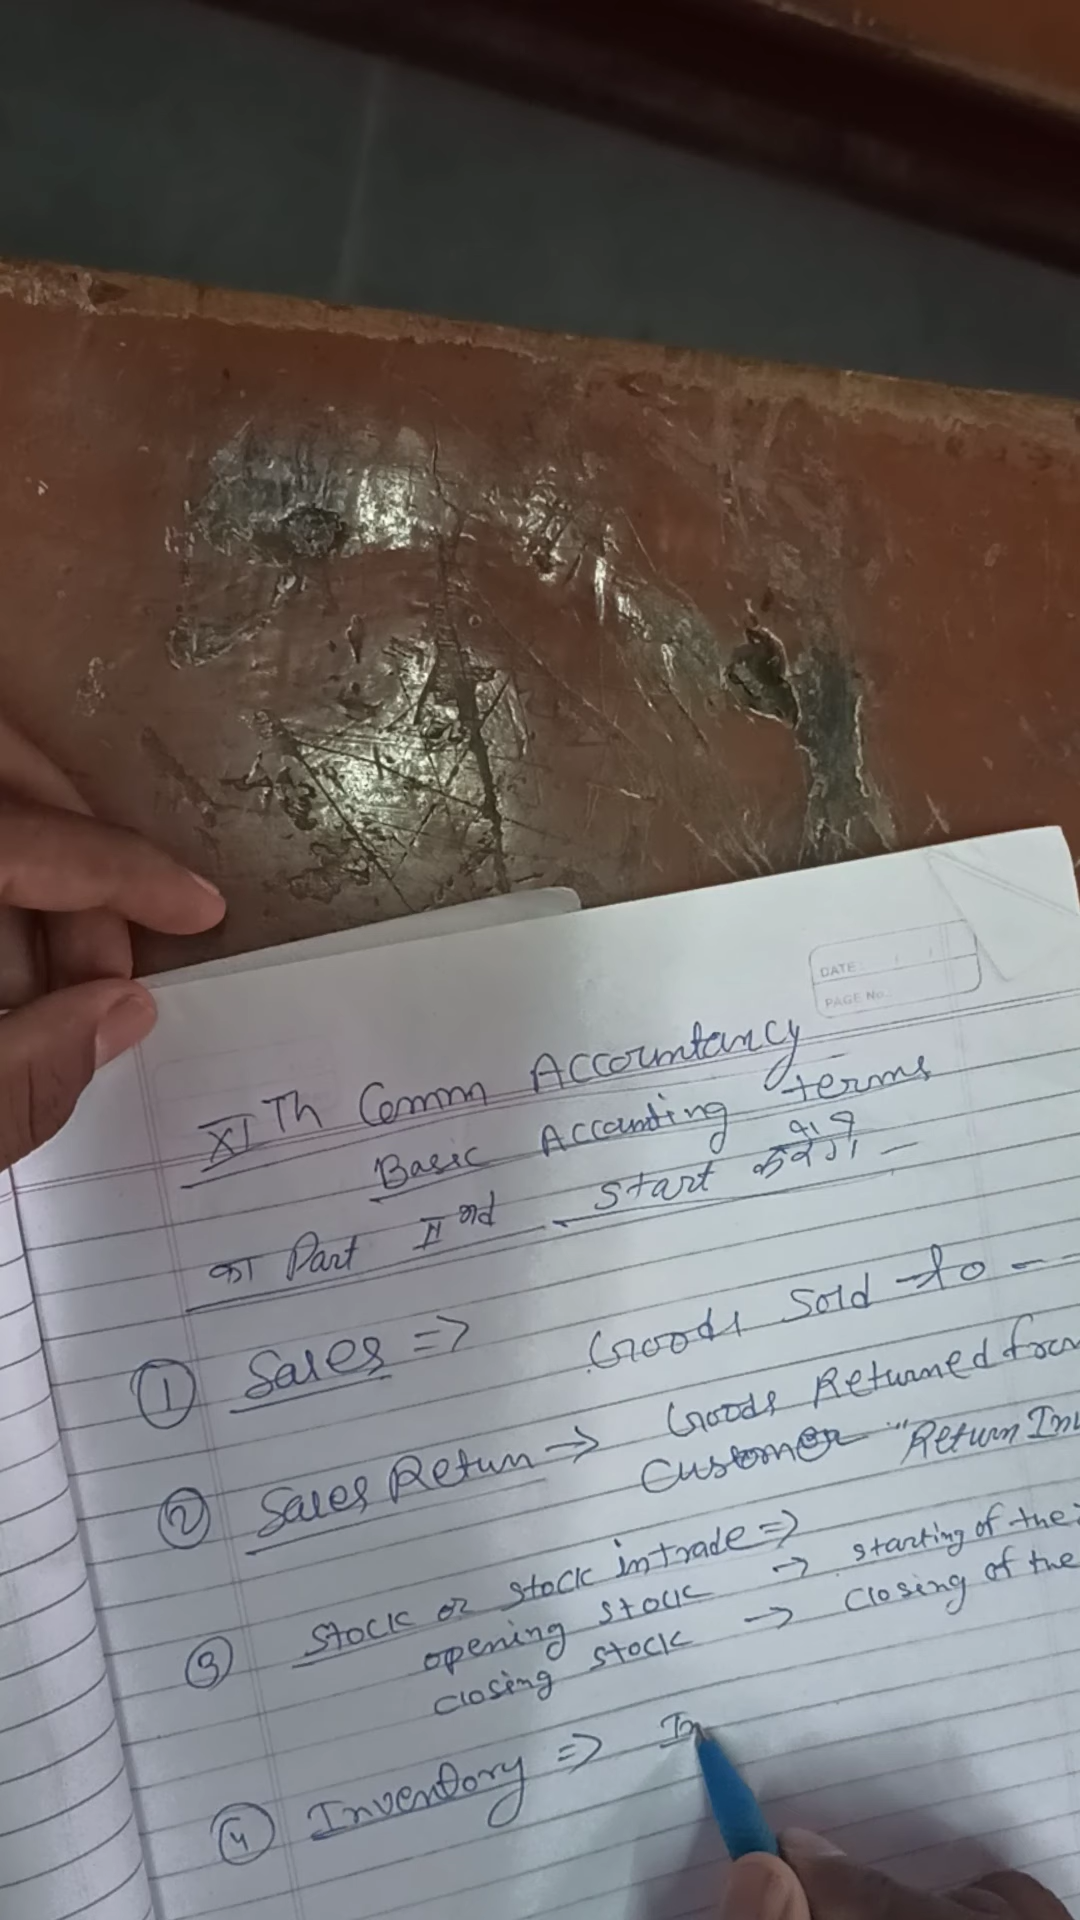 DATE : / /
PAGE No.
XI Th Comm Accountancy
Basic Accounting terms
का Part II nd start करेंगे
① Sales => Goods Sold to - -
② Sales Return => Goods Returned from
Customer "Return In
③ Stock or stock in trade =>
opening stock -> starting of the
closing stock -> closing of the
④ Inventory => In